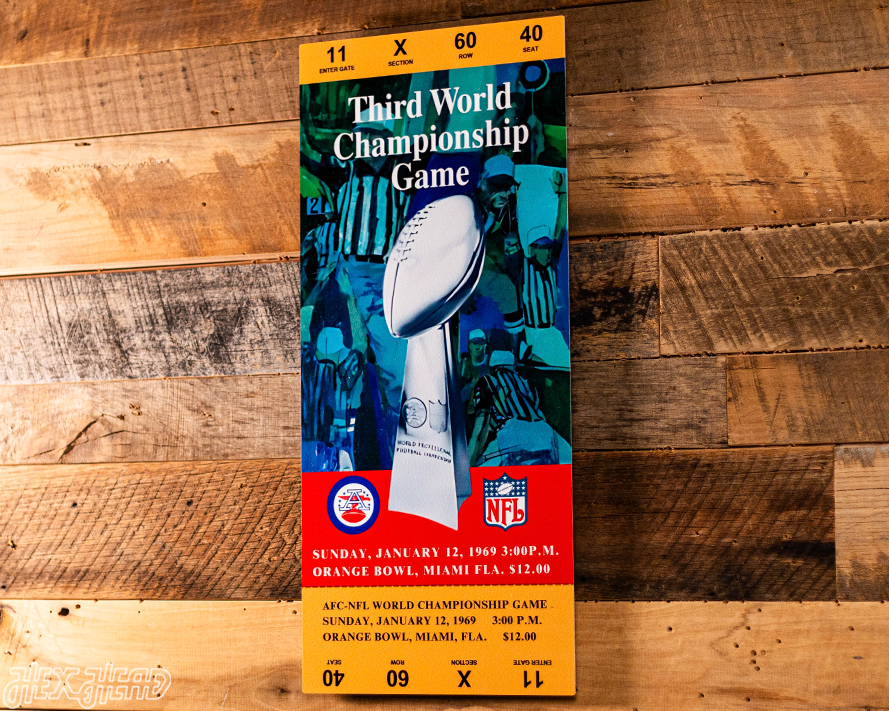 11 X 60 40
ENTER GATE SECTION ROW SEAT
Third World
Championship
Game
21
WORLD PROFESSIONAL
FOOTBALL CHAMPIONSHIP
A NFL
SUNDAY, JANUARY 12, 1969 3:00P.M.
ORANGE BOWL, MIAMI FLA. $12.00
AFC-NFL WORLD CHAMPIONSHIP GAME
SUNDAY, JANUARY 12, 1969 3:00 P.M.
ORANGE BOWL, MIAMI, FLA. $12.00
SEAT ROW SECTION ENTER GATE
40 60 X 11